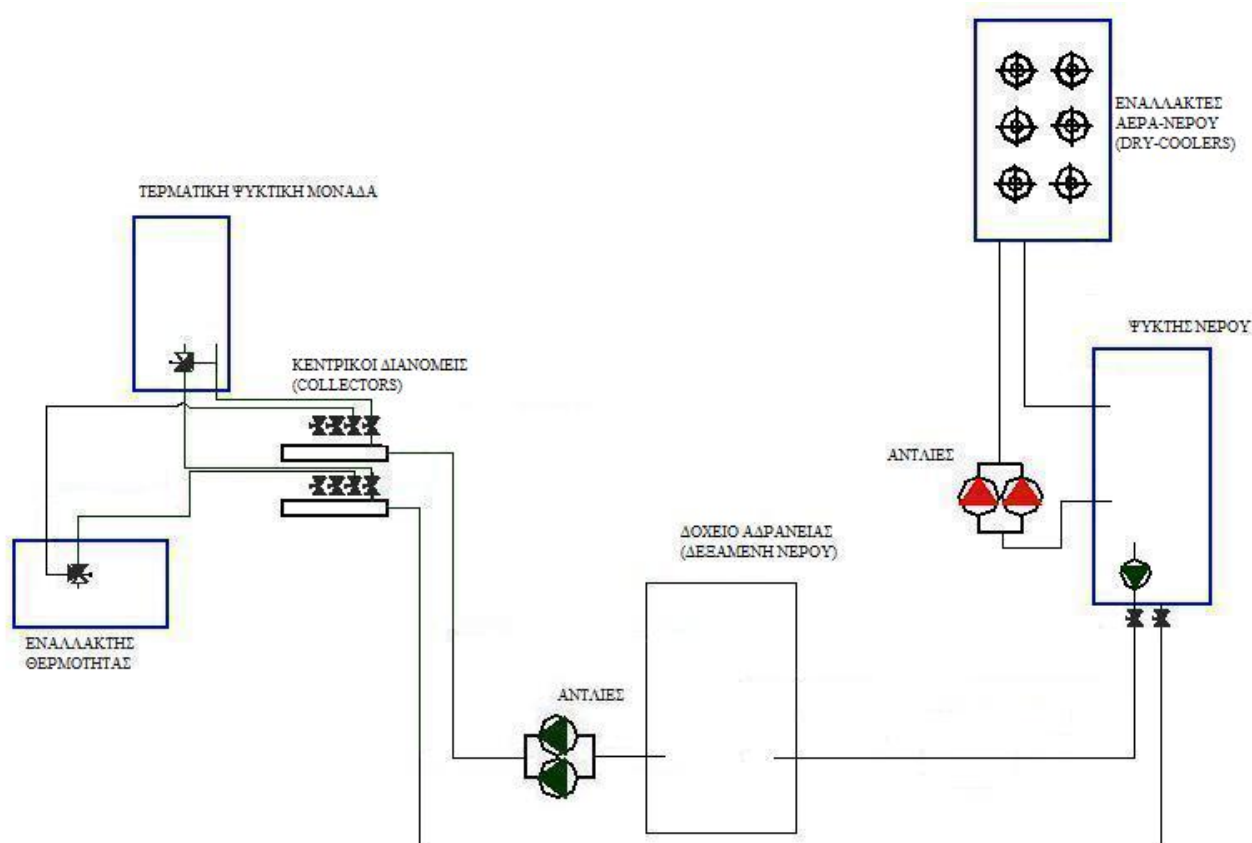 ΕΝΑΛΛΑΚΤΕΣ
ΑΕΡΑ-ΝΕΡΟΥ
(DRY-COOLERS)
ΤΕΡΜΑΤΙΚΗ ΨΥΚΤΙΚΗ ΜΟΝΑΔΑ
ΨΥΚΤΗΣ ΝΕΡΟΥ
ΚΕΝΤΡΙΚΟΙ ΔΙΑΝΟΜΕΙΣ
(COLLECTORS)
ΑΝΤΛΙΕΣ
ΔΟΧΕΙΟ ΑΔΡΑΝΕΙΑΣ
(ΔΕΞΑΜΕΝΗ ΝΕΡΟΥ)
ΕΝΑΛΛΑΚΤΗΣ
ΘΕΡΜΟΤΗΤΑΣ
ΑΝΤΛΙΕΣ